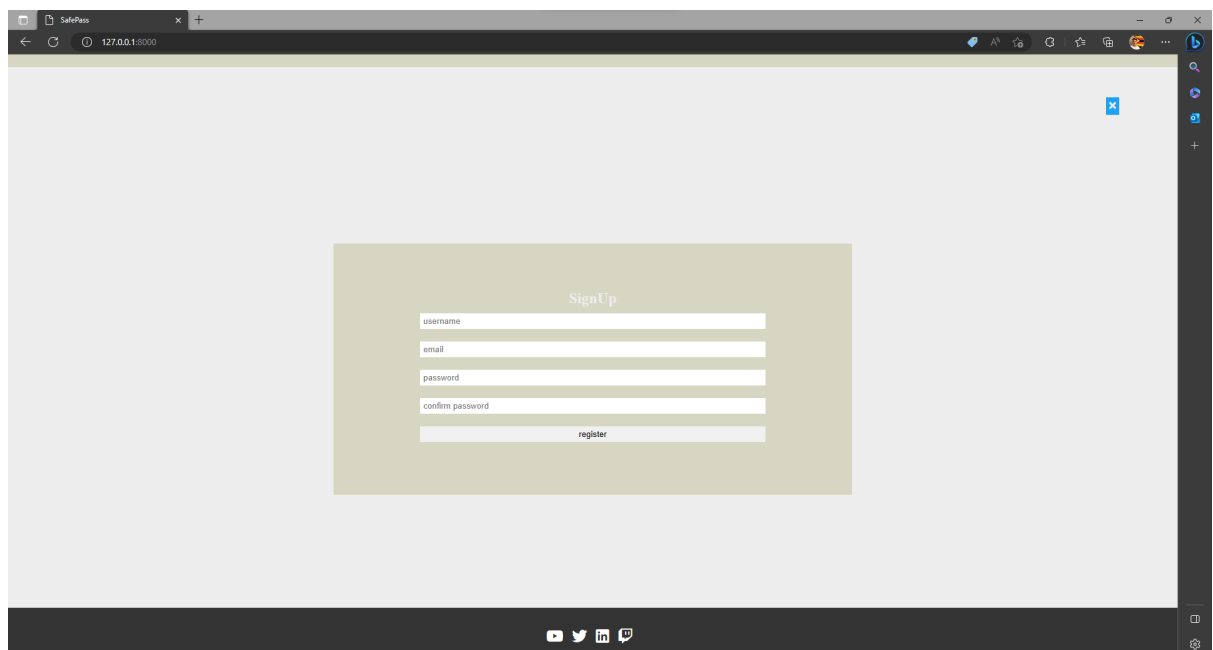 SafePass
127.0.0.1:8000
SignUp
username
email
password
confirm password
register